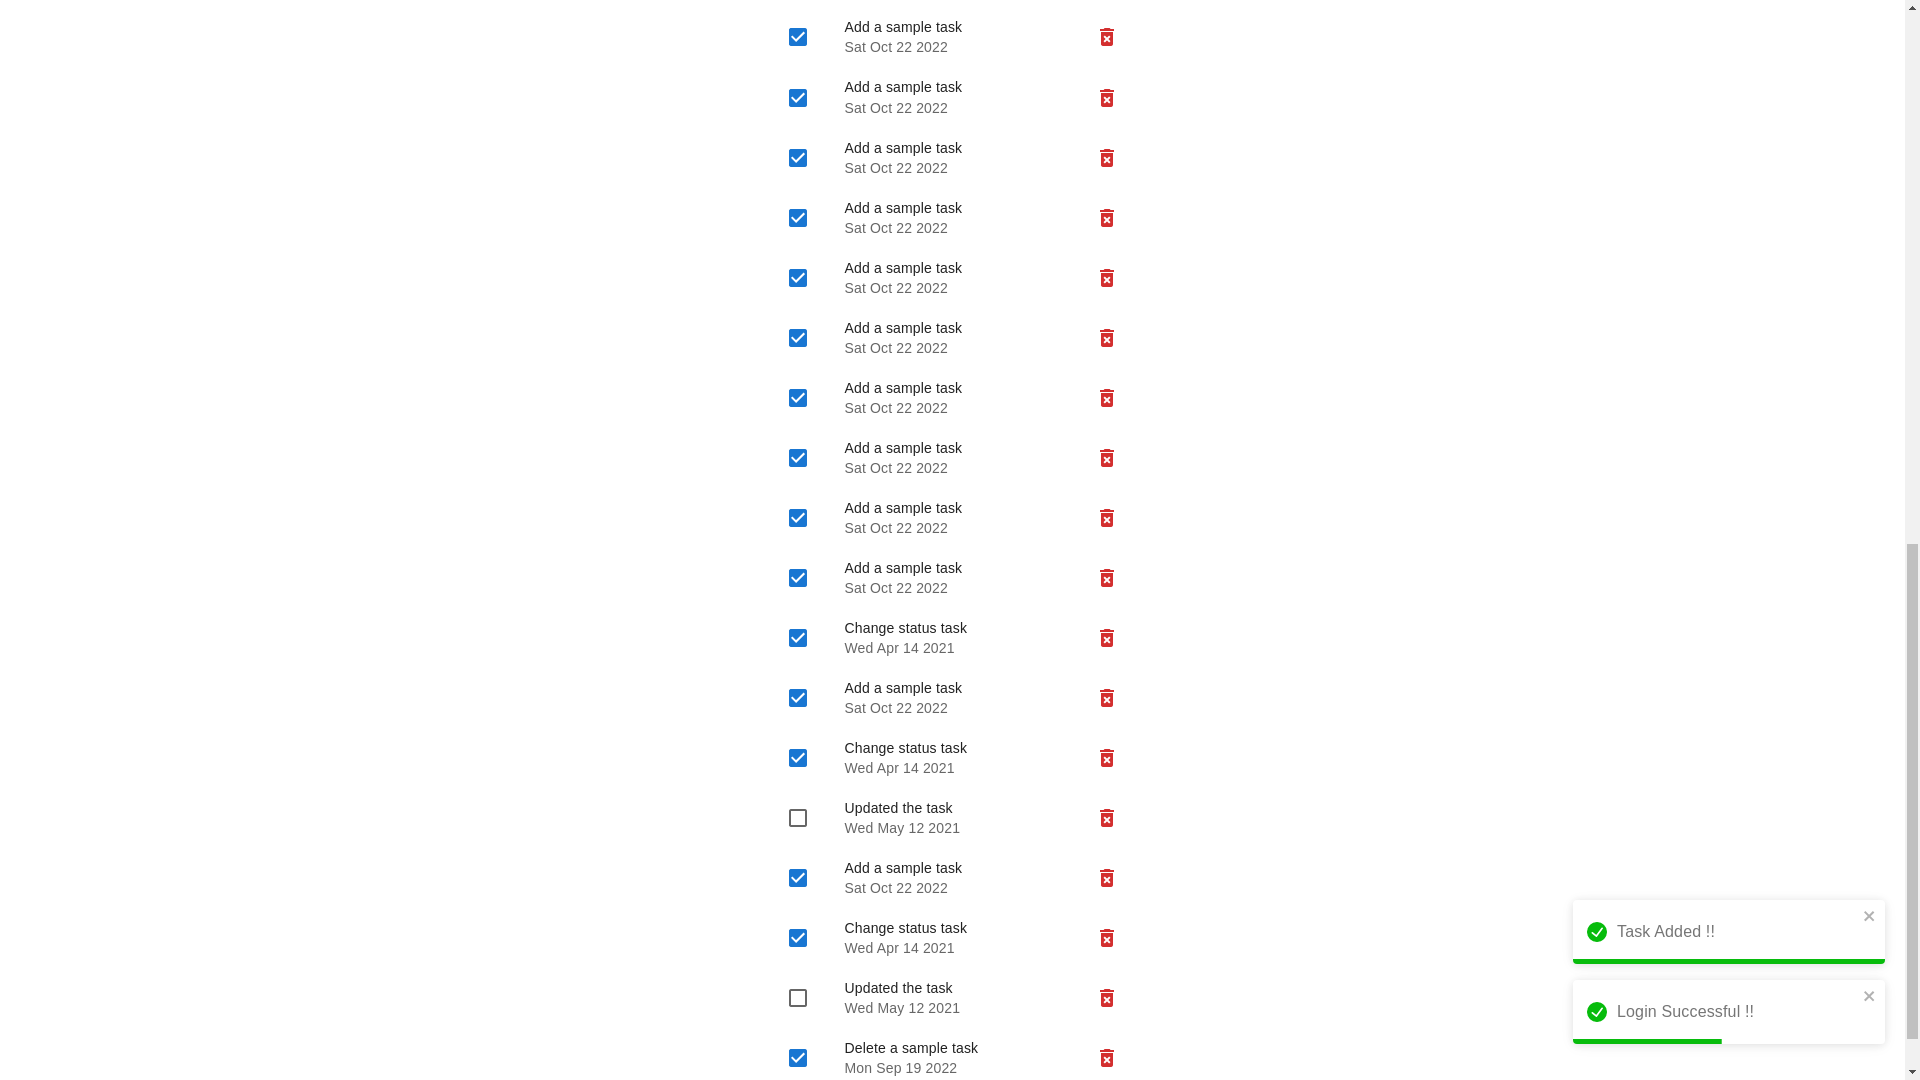 Add a sample task
Sat Oct 22 2022
Add a sample task
Sat Oct 22 2022
Add a sample task
Sat Oct 22 2022
Add a sample task
Sat Oct 22 2022
Add a sample task
Sat Oct 22 2022
Add a sample task
Sat Oct 22 2022
Add a sample task
Sat Oct 22 2022
Add a sample task
Sat Oct 22 2022
Add a sample task
Sat Oct 22 2022
Add a sample task
Sat Oct 22 2022
Change status task
Wed Apr 14 2021
Add a sample task
Sat Oct 22 2022
Change status task
Wed Apr 14 2021
Updated the task
Wed May 12 2021
Add a sample task
Sat Oct 22 2022
Change status task
Wed Apr 14 2021
Updated the task
Wed May 12 2021
Delete a sample task
Mon Sep 19 2022
Task Added !!
Login Successful !!